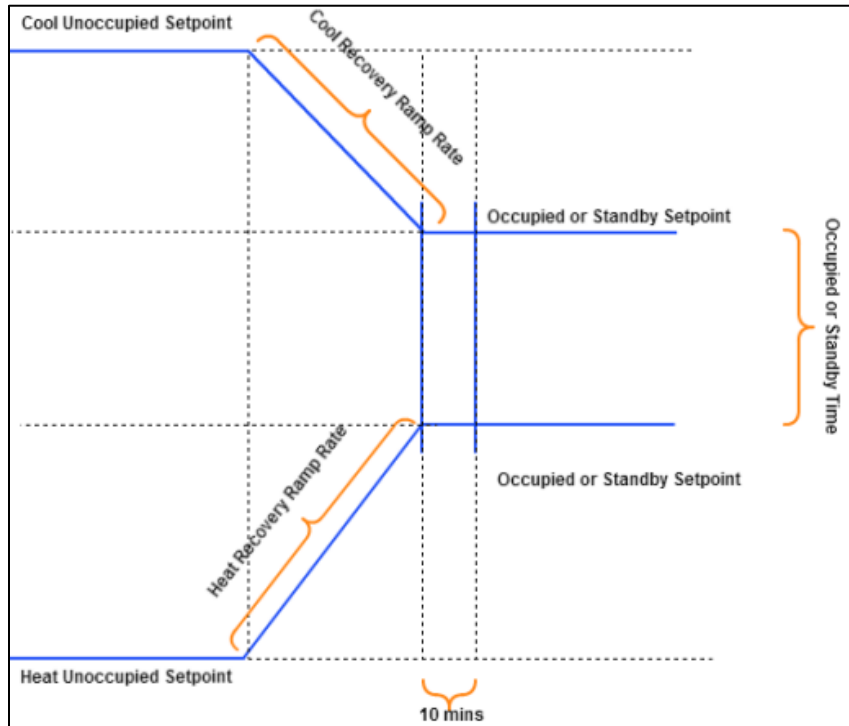 Cool Unoccupied Setpoint
Cool Recovery Ramp Rate
Occupied or Standby Setpoint
Occupied or Standby Time
Heat Recovery Ramp Rate
Occupied or Standby Setpoint
Heat Unoccupied Setpoint
10 mins